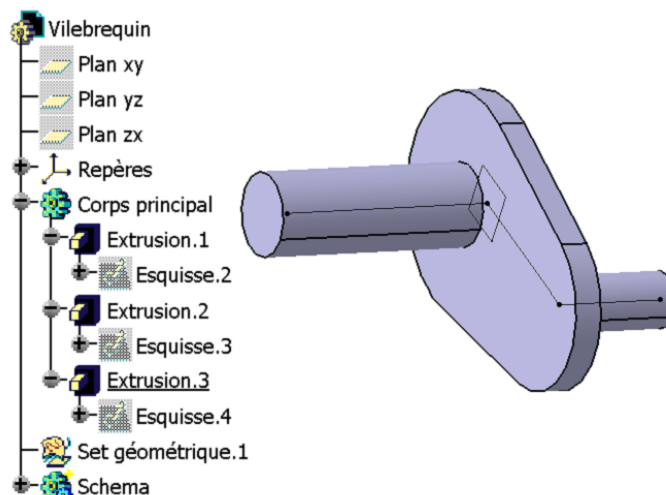 Vilebrequin
Plan xy
Plan yz
Plan zx
Repères
Corps principal
Extrusion.1
Esquisse.2
Extrusion.2
Esquisse.3
Extrusion.3
Esquisse.4
Set géométrique.1
Schema